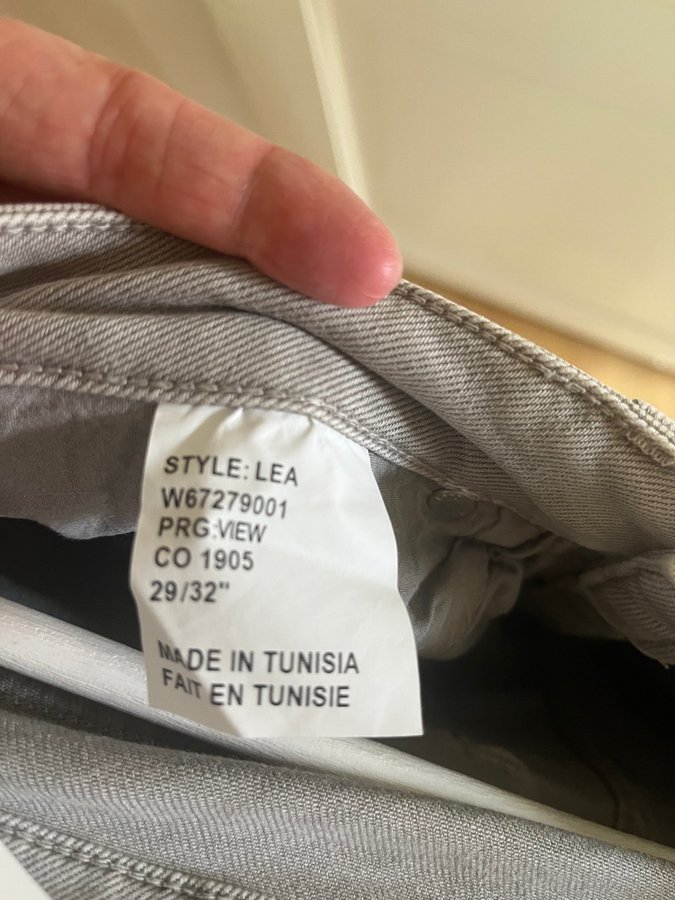 STYLE: LEA
W67279001
PRG:VIEW
CO 1905
29/32"
MADE IN TUNISIA
FAIT EN TUNISIE